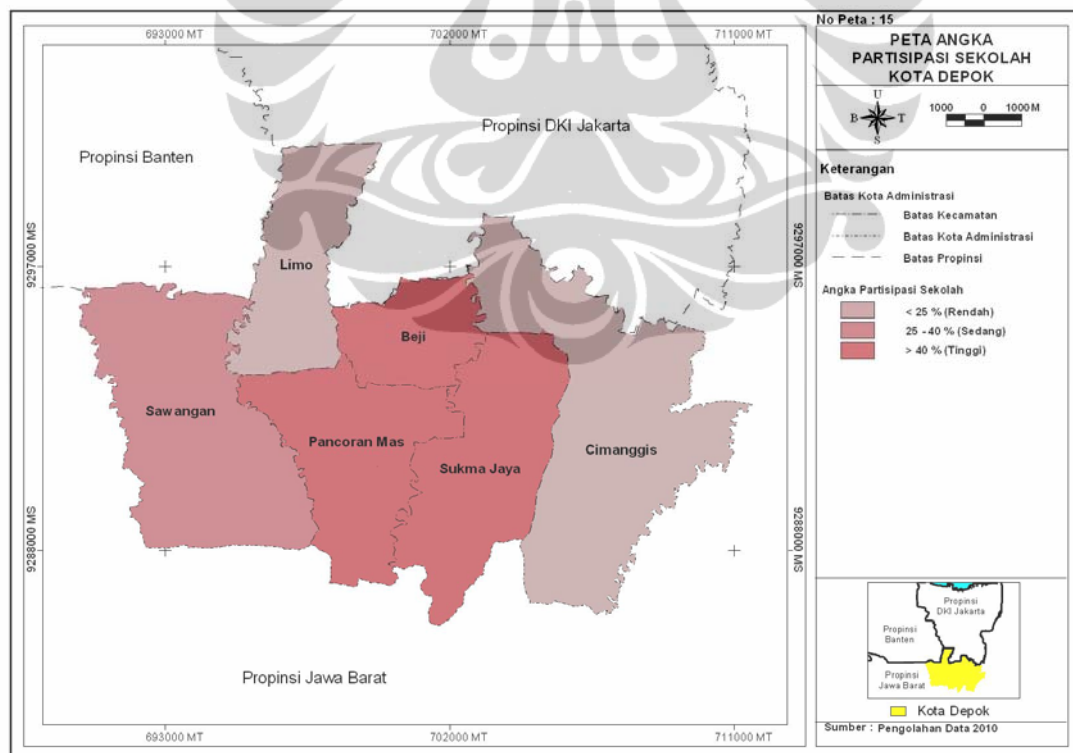 No Peta : 15
PETA ANGKA
PARTISIPASI SEKOLAH
KOTA DEPOK
U
B T
S
1000 0 1000 M
Keterangan
Batas Kota Administrasi
Batas Kecamatan
Batas Kota Administrasi
Batas Propinsi
Angka Partisipasi Sekolah
< 25 % (Rendah)
25 - 40 % (Sedang)
> 40 % (Tinggi)
Propinsi
DKI Jakarta
Propinsi
Banten
Propinsi
Jawa Barat
Kota Depok
Sumber : Pengolahan Data 2010
693000 MT
702000 MT
711000 MT
9297000 MS
9297000 MS
Propinsi DKI Jakarta
Propinsi Banten
Limo
Beji
Sawangan
Pancoran Mas
Sukma Jaya
Cimanggis
9288000 MS
9288000 MS
Propinsi Jawa Barat
693000 MT
702000 MT
711000 MT